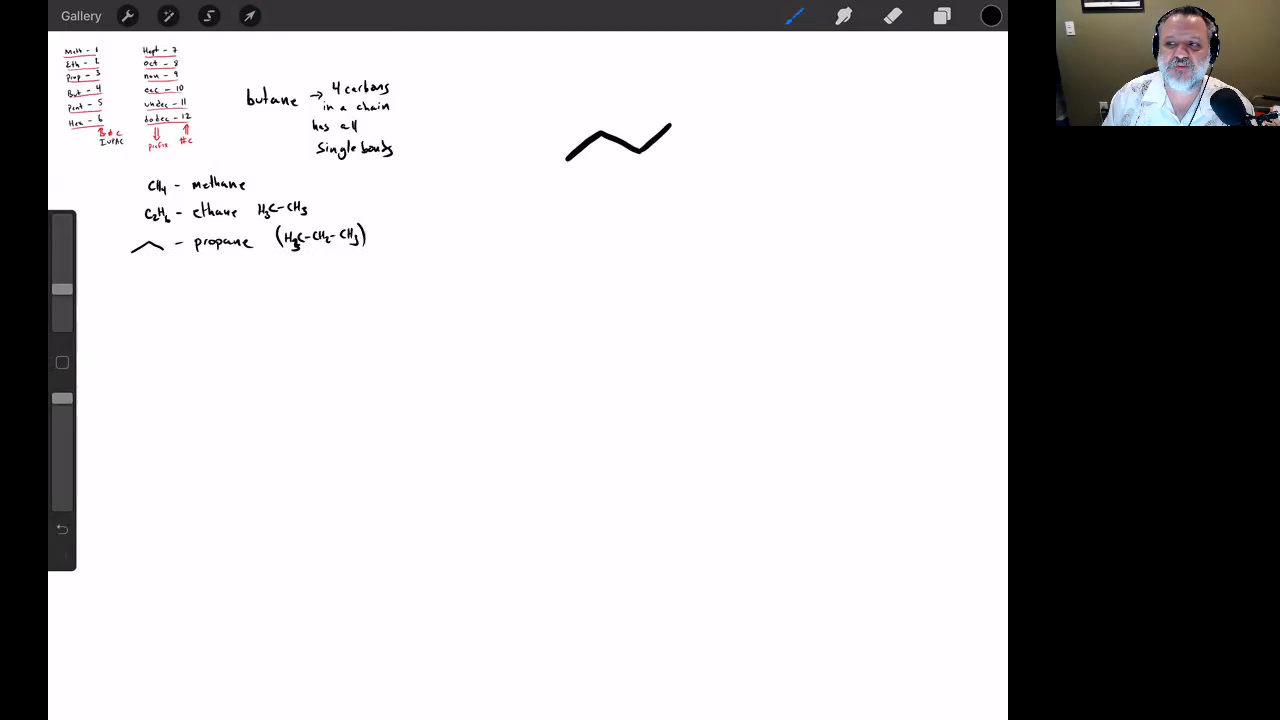 Gallery
Meth - 1
Eth - 2
Prop - 3
But - 4
Pent - 5
Hex - 6
# C
IUPAC
Hept - 7
Oct - 8
non - 9
dec - 10
undec - 11
dodec - 12
prefix
#C
butane → 4 carbons
in a chain
has all
single bonds
CH4 - methane
C2H6 - ethane H3C-CH3
- propane (H3C-CH2-CH3)